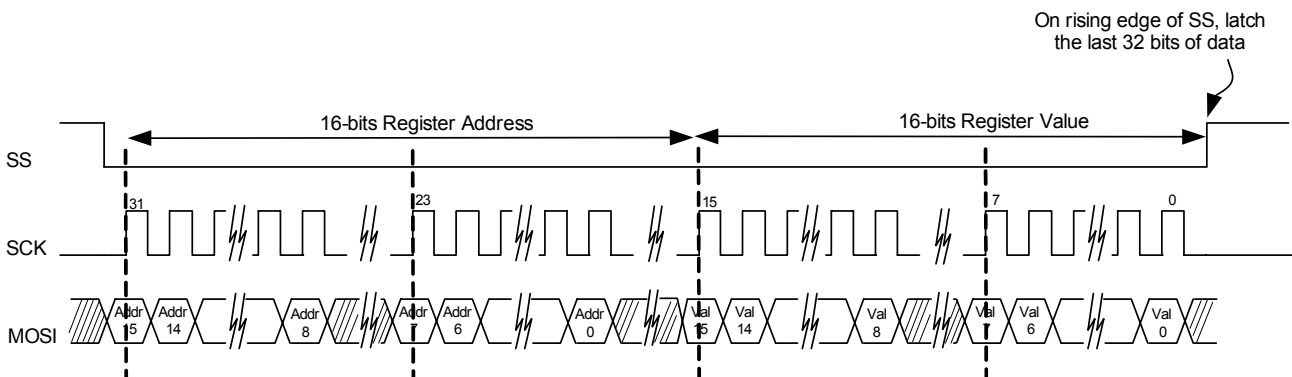 On rising edge of SS, latch
the last 32 bits of data
16-bits Register Address
16-bits Register Value
SS
31
23
15
7
0
SCK
Addr
15
Addr
14
Addr
8
Addr
7
Addr
6
Addr
0
Val
15
Val
14
Val
8
Val
7
Val
6
Val
0
MOSI